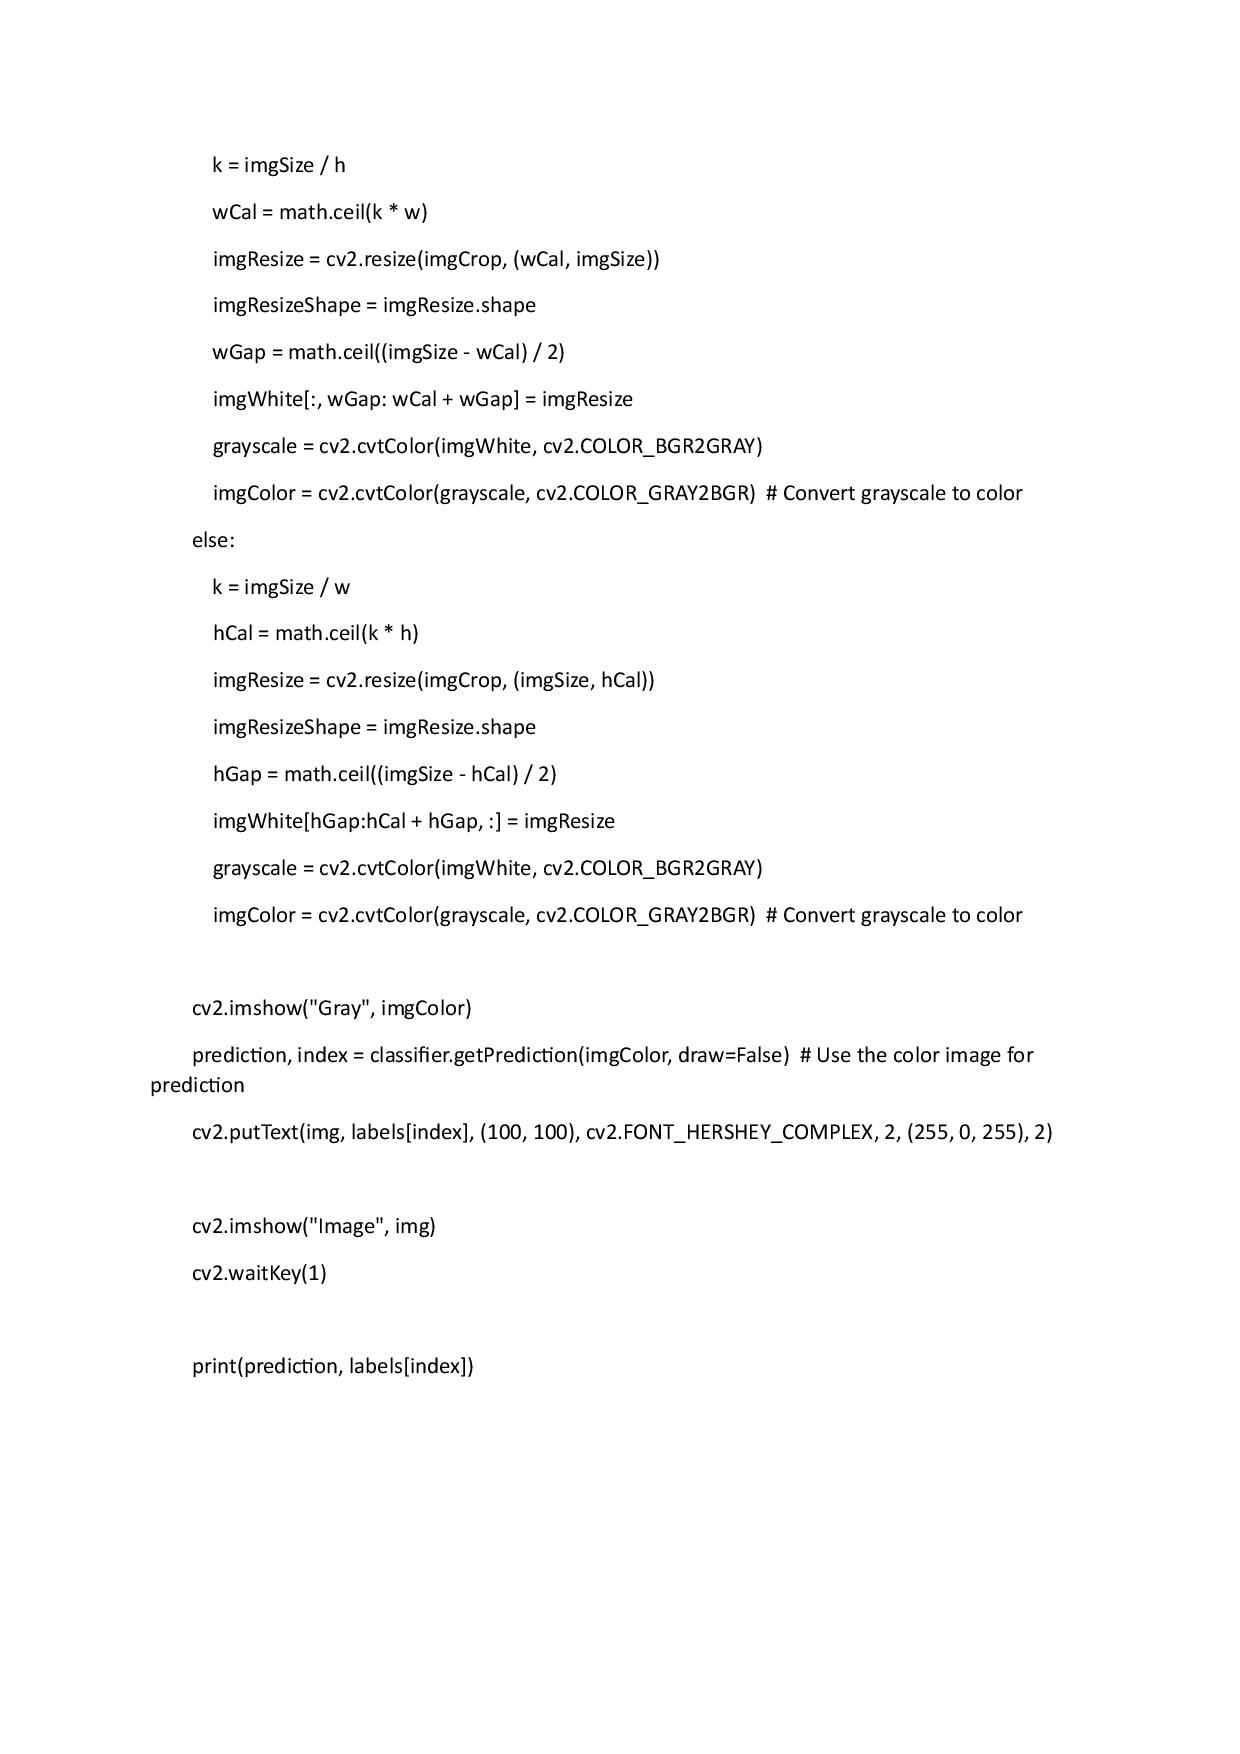 k = imgSize / h
wCal = math.ceil(k * w)
imgResize = cv2.resize(imgCrop, (wCal, imgSize))
imgResizeShape = imgResize.shape
wGap = math.ceil((imgSize - wCal) / 2)
imgWhite[:, wGap: wCal + wGap] = imgResize
grayscale = cv2.cvtColor(imgWhite, cv2.COLOR_BGR2GRAY)
imgColor = cv2.cvtColor(grayscale, cv2.COLOR_GRAY2BGR)  # Convert grayscale to color
else:
k = imgSize / w
hCal = math.ceil(k * h)
imgResize = cv2.resize(imgCrop, (imgSize, hCal))
imgResizeShape = imgResize.shape
hGap = math.ceil((imgSize - hCal) / 2)
imgWhite[hGap:hCal + hGap, :] = imgResize
grayscale = cv2.cvtColor(imgWhite, cv2.COLOR_BGR2GRAY)
imgColor = cv2.cvtColor(grayscale, cv2.COLOR_GRAY2BGR)  # Convert grayscale to color
cv2.imshow("Gray", imgColor)
prediction, index = classifier.getPrediction(imgColor, draw=False)  # Use the color image for
prediction
cv2.putText(img, labels[index], (100, 100), cv2.FONT_HERSHEY_COMPLEX, 2, (255, 0, 255), 2)
cv2.imshow("Image", img)
cv2.waitKey(1)
print(prediction, labels[index])